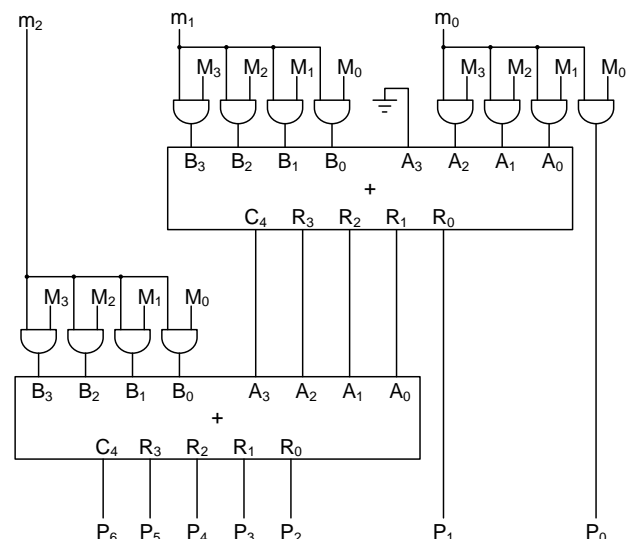 m₂ m₁ m₀
M₃ M₂ M₁ M₀ M₃ M₂ M₁ M₀
B₃ B₂ B₁ B₀ A₃ A₂ A₁ A₀
+
C₄ R₃ R₂ R₁ R₀
M₃ M₂ M₁ M₀
B₃ B₂ B₁ B₀ A₃ A₂ A₁ A₀
+
C₄ R₃ R₂ R₁ R₀
P₆ P₅ P₄ P₃ P₂ P₁ P₀